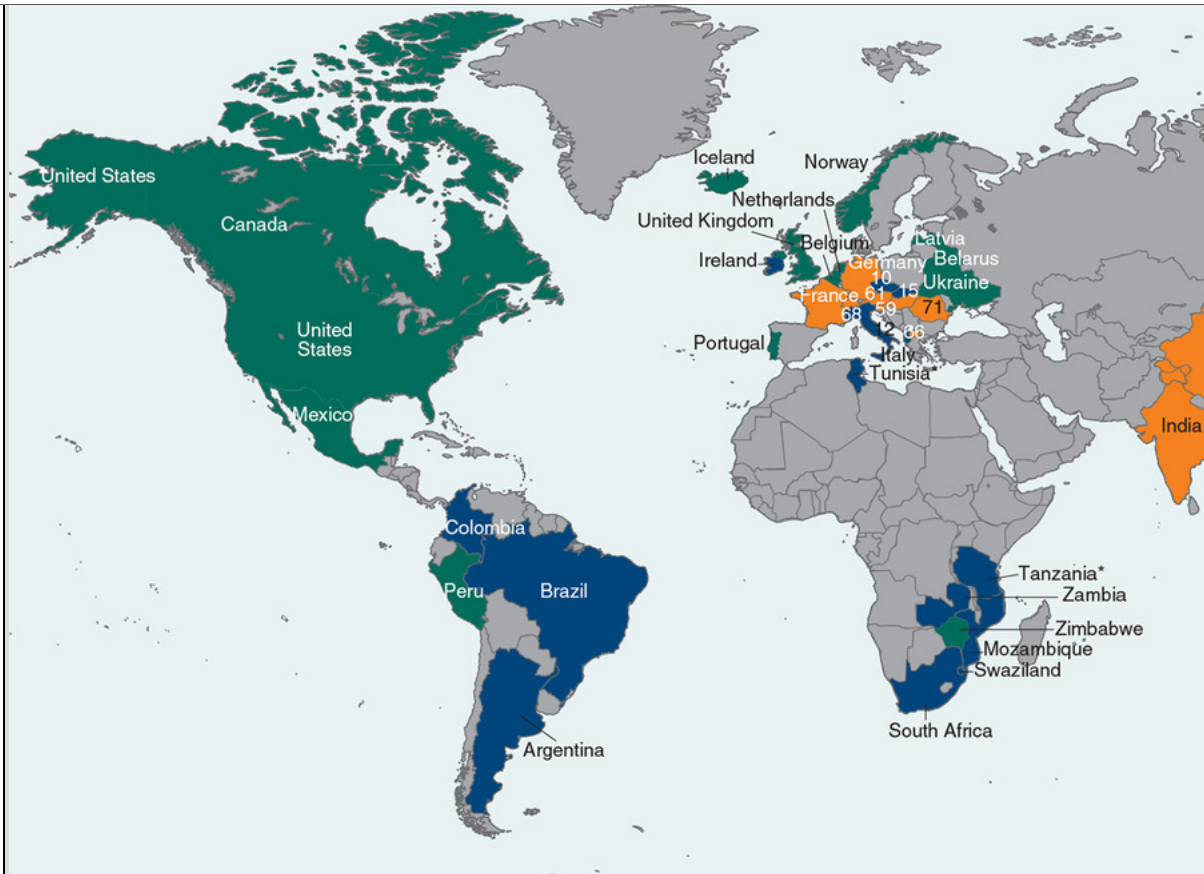 United States
Canada
United
States
Mexico
Colombia
Peru
Brazil
Argentina
Iceland
Norway
Netherlands
United Kingdom
Belgium
Ireland
Latvia
Belarus
Germany
10
Ukraine
France
61
15
59
71
68
12
66
Portugal
Italy
Tunisia*
India
Tanzania*
Zambia
Zimbabwe
Mozambique
Swaziland
South Africa